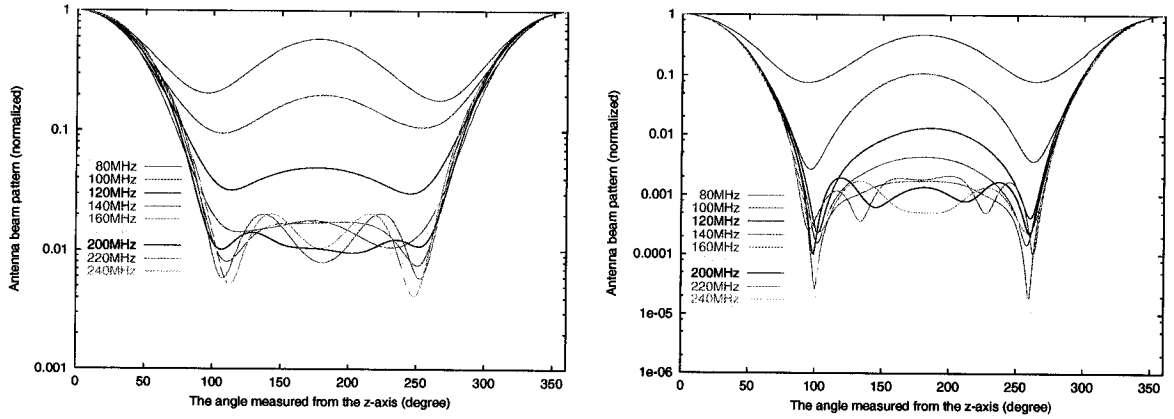 1
0.1
0.01
0.001
Antenna beam pattern (normalized)
80MHz
100MHz
120MHz
140MHz
160MHz
200MHz
220MHz
240MHz
0 50 100 150 200 250 300 350
The angle measured from the z-axis (degree)
1
0.1
0.01
0.001
0.0001
1e-05
1e-06
Antenna beam pattern (normalized)
80MHz
100MHz
120MHz
140MHz
160MHz
200MHz
220MHz
240MHz
0 50 100 150 200 250 300 350
The angle measured from the z-axis (degree)